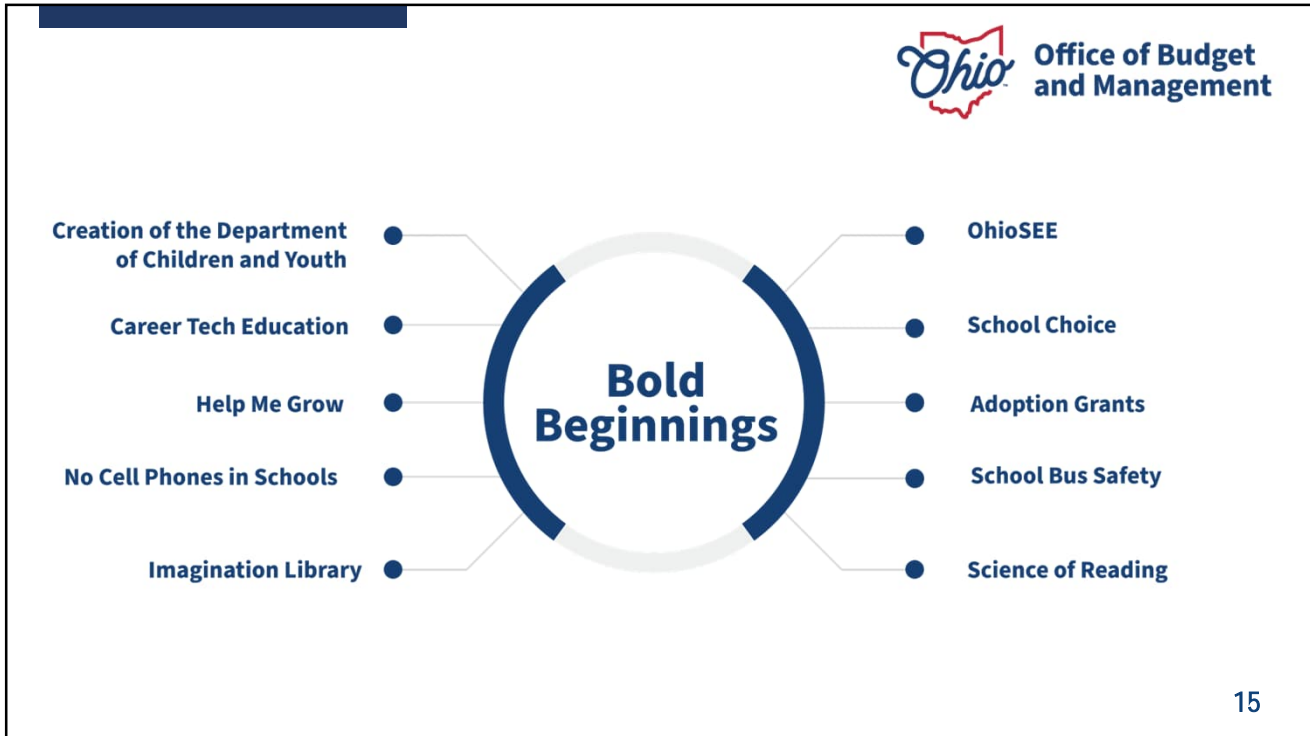 Ohio
Office of Budget
and Management
Creation of the Department
of Children and Youth
Career Tech Education
Help Me Grow
No Cell Phones in Schools
Imagination Library
Bold
Beginnings
OhioSEE
School Choice
Adoption Grants
School Bus Safety
Science of Reading
15